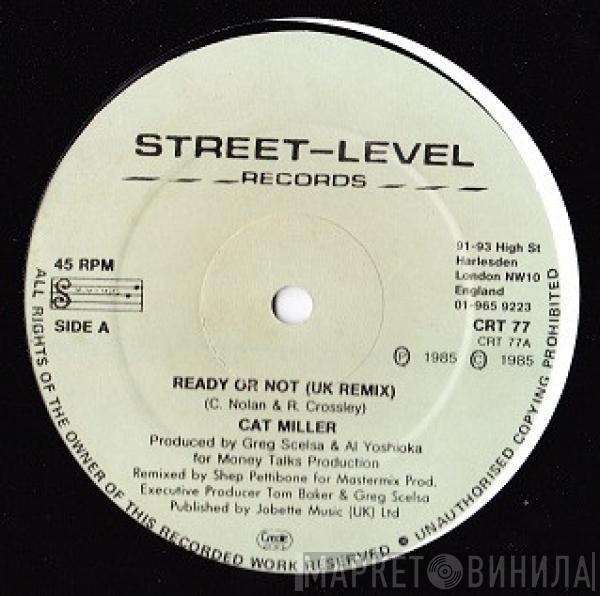 STREET-LEVEL
RECORDS
91-93 High St
Harlesden
London NW10
England
01-965 9223
45 RPM
SIDE A
CRT 77
CRT 77A
Ⓟ 1985 © 1985
READY OR NOT (UK REMIX)
(C. Nolan & R. Crossley)
CAT MILLER
Produced by Greg Scelsa & Al Yoshioka
for Money Talks Production
Remixed by Shep Pettibone for Mastermix Prod.
Executive Producer Tom Baker & Greg Scelsa
Published by Jobette Music (UK) Ltd
ALL RIGHTS OF THE OWNER OF THIS RECORDED WORK RESERVED ● UNAUTHORISED COPYING PROHIBITED
МАРКЕТ ВИНИЛА